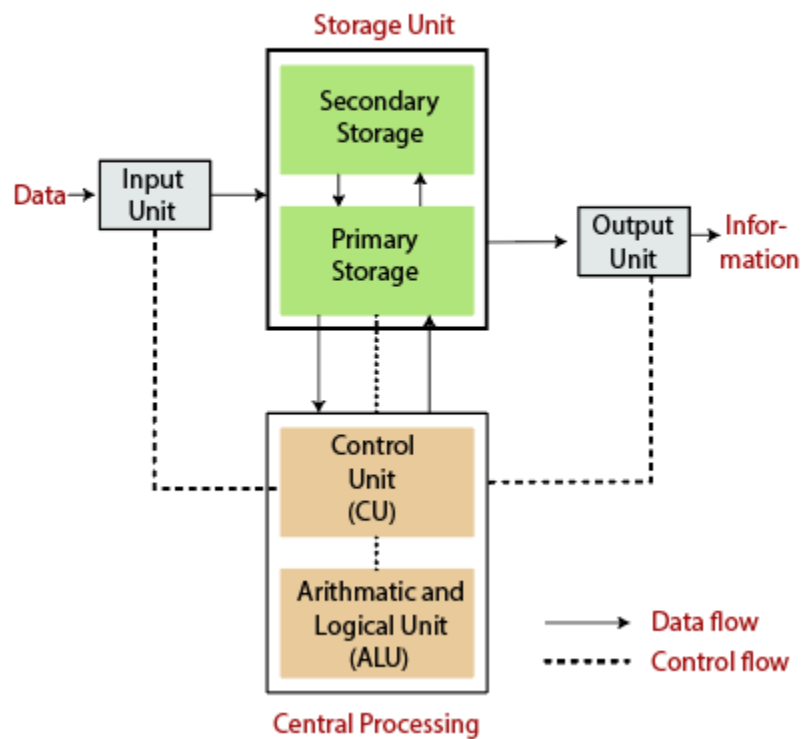 Storage Unit
Secondary
Storage
Data
Input
Unit
Primary
Storage
Output
Unit
Infor-
mation
Control
Unit
(CU)
Arithmatic and
Logical Unit
(ALU)
Data flow
Control flow
Central Processing